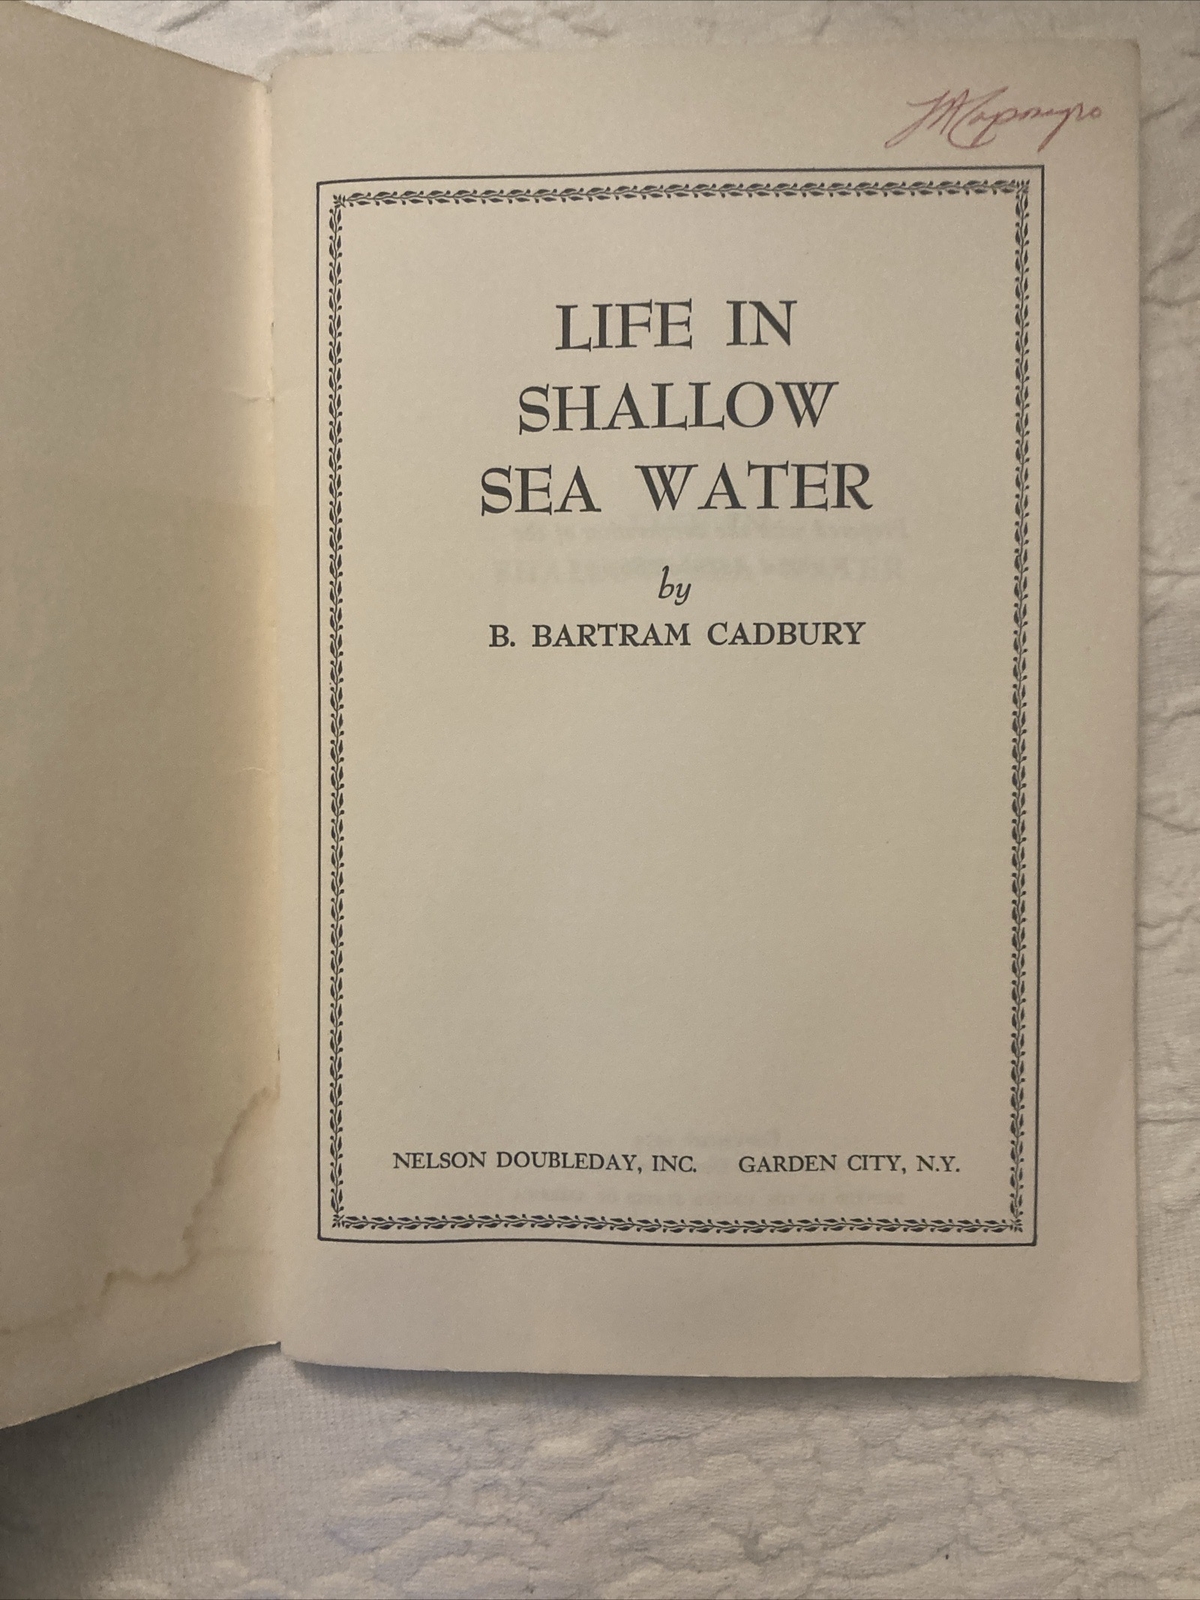 LIFE IN
SHALLOW
SEA WATER
by
B. BARTRAM CADBURY
NELSON DOUBLEDAY, INC. GARDEN CITY, N.Y.